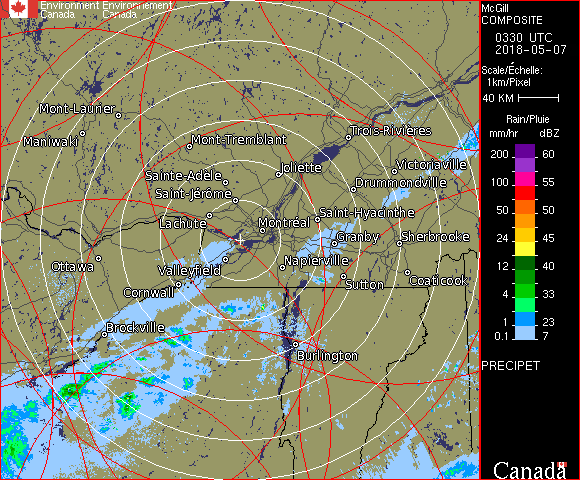 Environment Environnement
Canada Canada
McGill
COMPOSITE
0330 UTC
2018-05-07
Scale/Échelle:
1km/Pixel
40 KM
Rain/Pluie
mm/hr dBZ
200 60
100 55
50 50
24 45
12 40
4 33
1 23
0.1 7
PRECIPET
Canada
Mont-Laurier
Maniwaki
Mont-Tremblant
Trois-Rivières
Sainte-Adèle
Joliette
Victoriaville
Saint-Jérôme
Drummondville
Lachute
Montréal
Saint-Hyacinthe
Granby
Sherbrooke
Ottawa
Valleyfield
Napierville
Cornwall
Sutton
Coaticook
Brockville
Burlington